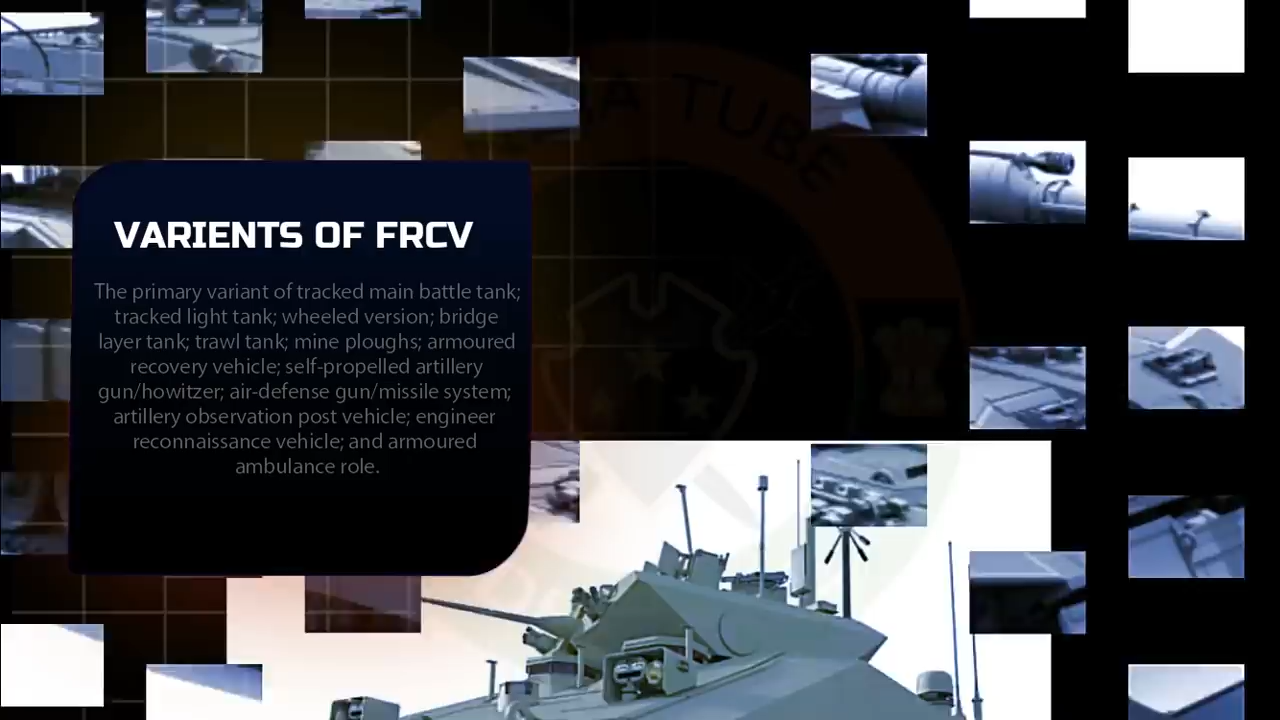 A TUBE
VARIENTS OF FRCV
The primary variant of tracked main battle tank;
tracked light tank; wheeled version; bridge
layer tank; trawl tank; mine ploughs; armoured
recovery vehicle; self-propelled artillery
gun/howitzer; air-defense gun/missile system;
artillery observation post vehicle; engineer
reconnaissance vehicle; and armoured
ambulance role.